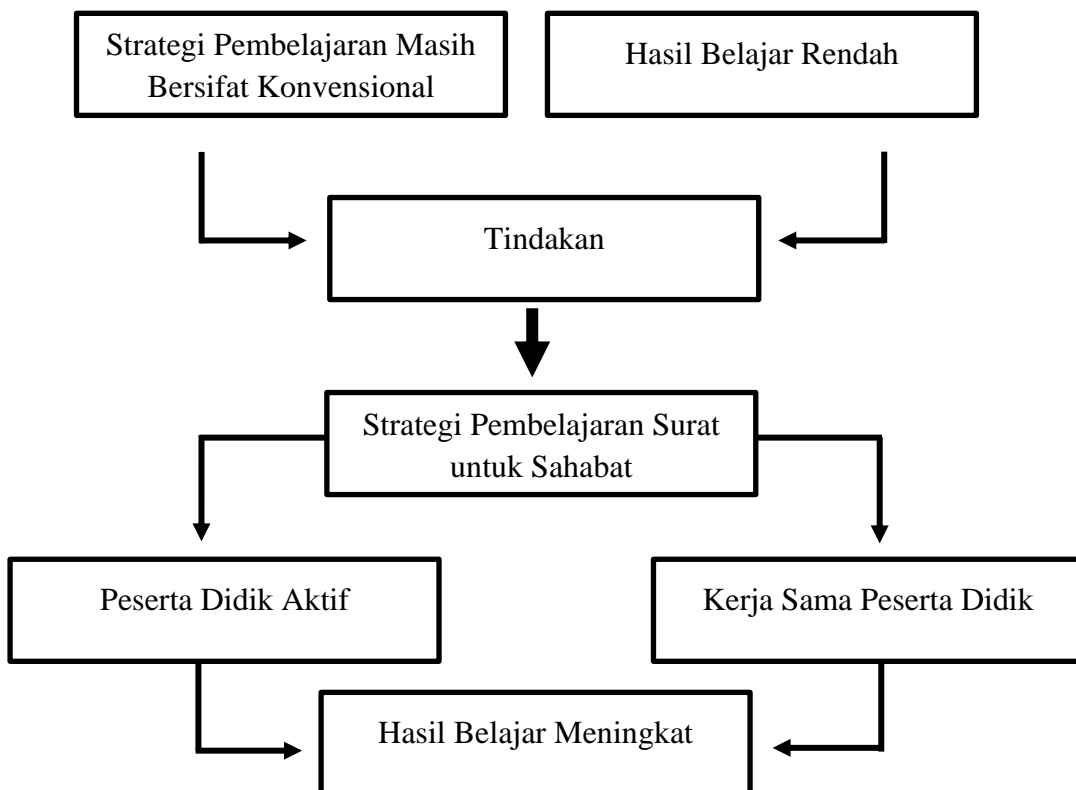 Strategi Pembelajaran Masih
Bersifat Konvensional
Hasil Belajar Rendah
Tindakan
Strategi Pembelajaran Surat
untuk Sahabat
Peserta Didik Aktif
Kerja Sama Peserta Didik
Hasil Belajar Meningkat